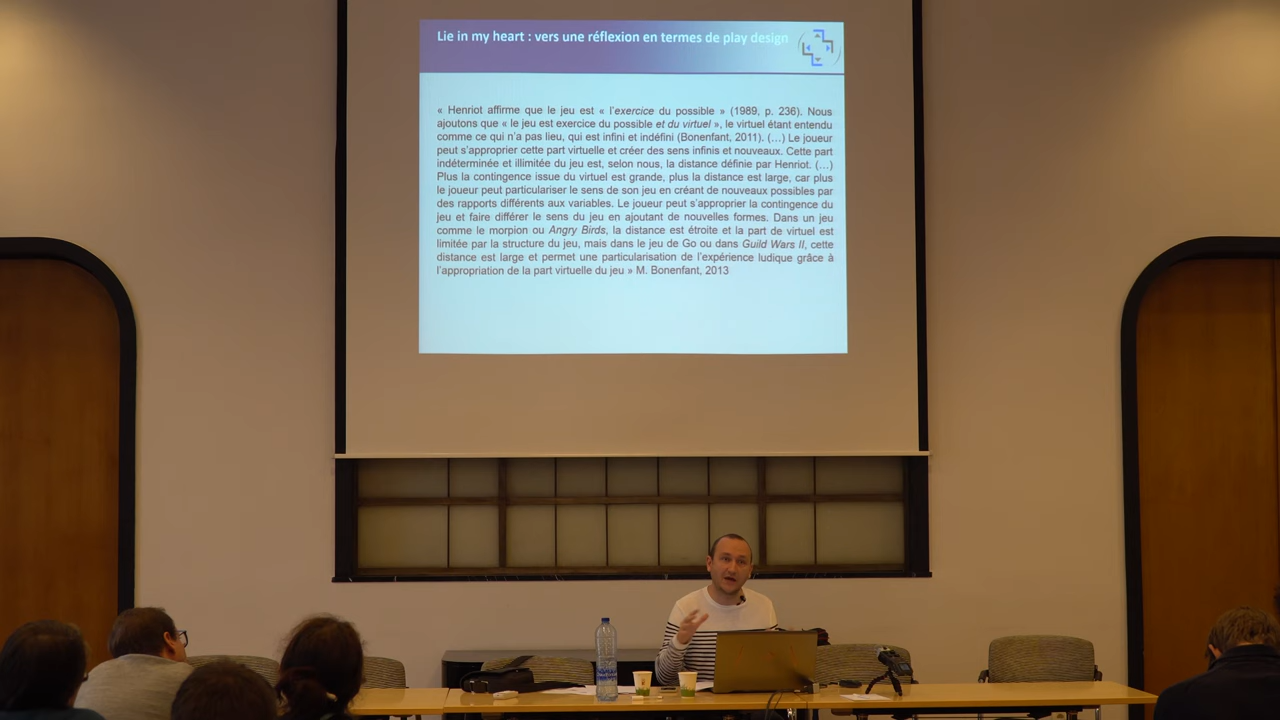 Lie in my heart : vers une réflexion en termes de play design
« Henriot affirme que le jeu est « l'exercice du possible » (1989, p. 236). Nous
ajoutons que « le jeu est exercice du possible et du virtuel », le virtuel étant entendu
comme ce qui n'a pas lieu, qui est infini et indéfini (Bonenfant, 2011). (…) Le joueur
peut s'approprier cette part virtuelle et créer des sens infinis et nouveaux. Cette part
indéterminée et illimitée du jeu est, selon nous, la distance définie par Henriot. (…)
Plus la contingence issue du virtuel est grande, plus la distance est large, car plus
le joueur peut particulariser le sens de son jeu en créant de nouveaux possibles par
des rapports différents aux variables. Le joueur peut s'approprier la contingence du
jeu et faire différer le sens du jeu en ajoutant de nouvelles formes. Dans un jeu
comme le morpion ou Angry Birds, la distance est étroite et la part de virtuel est
limitée par la structure du jeu, mais dans le jeu de Go ou dans Guild Wars II, cette
distance est large et permet une particularisation de l'expérience ludique grâce à
l'appropriation de la part virtuelle du jeu » M. Bonenfant, 2013